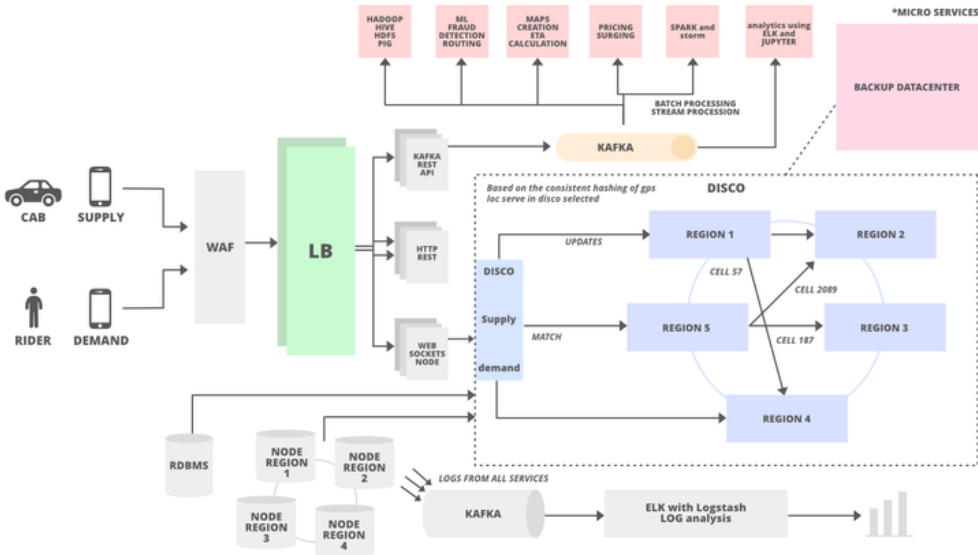 *MICRO SERVICES
HADOOP
HIVE
HDFS
PIG
ML
FRAUD
DETECTION
ROUTING
MAPS
CREATION
ETA
CALCULATION
PRICING
SURGING
SPARK and
storm
analytics using
ELK and
JUPYTER
BACKUP DATACENTER
BATCH PROCESSING
STREAM PROCESSION
KAFKA
REST
API
KAFKA
CAB
SUPPLY
WAF
LB
HTTP
REST
RIDER
DEMAND
WEB
SOCKETS
NODE
Based on the consistent hashing of gps
loc serve in disco selected
DISCO
DISCO
Supply
demand
UPDATES
MATCH
REGION 1
REGION 2
CELL 57
CELL 2089
REGION 5
REGION 3
CELL 187
REGION 4
RDBMS
NODE
REGION
1
NODE
REGION
2
NODE
REGION
3
NODE
REGION
4
LOGS FROM ALL SERVICES
KAFKA
ELK with Logstash
LOG analysis